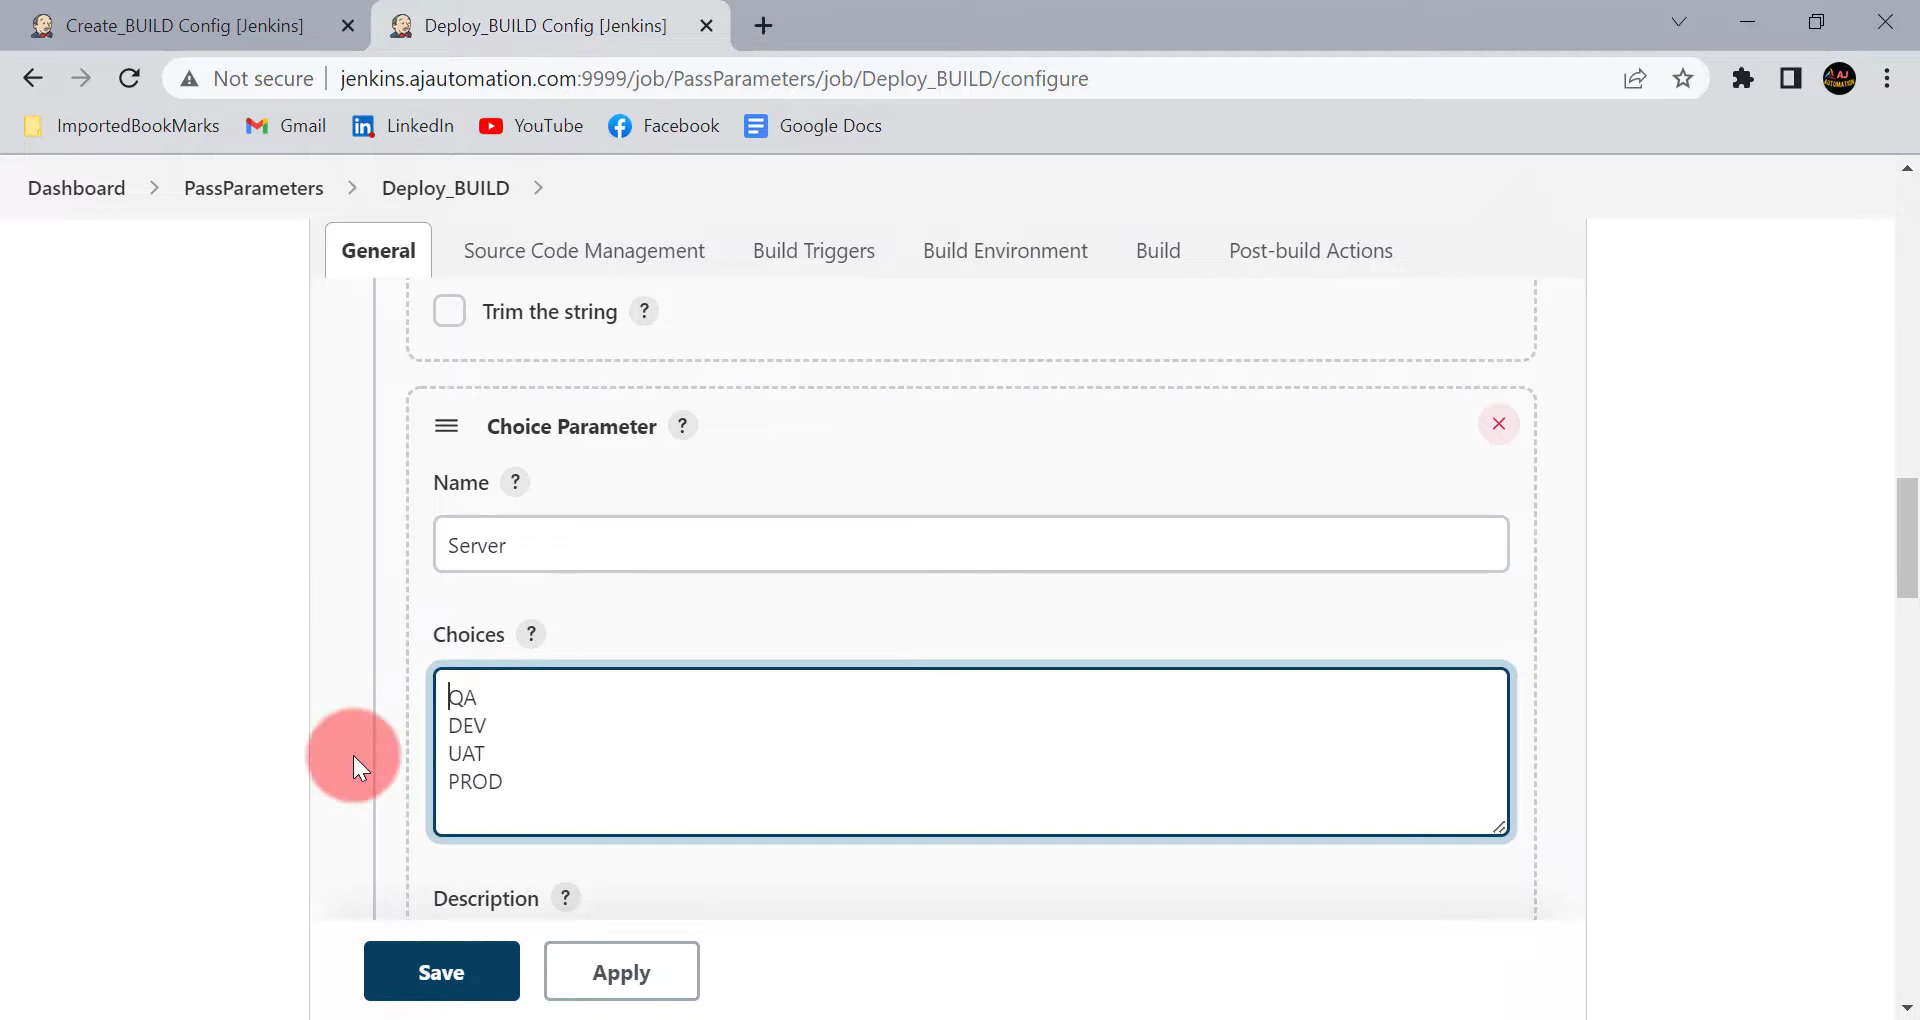 Create_BUILD Config [Jenkins]
Deploy_BUILD Config [Jenkins]
Not secure
jenkins.ajautomation.com:9999/job/PassParameters/job/Deploy_BUILD/configure
AJ
AUTOMATION
ImportedBookMarks
Gmail
LinkedIn
YouTube
Facebook
Google Docs
Dashboard
PassParameters
Deploy_BUILD
General
Source Code Management
Build Triggers
Build Environment
Build
Post-build Actions
Trim the string ?
Choice Parameter ?
Name ?
Server
Choices ?
QA
DEV
UAT
PROD
Description ?
Save
Apply